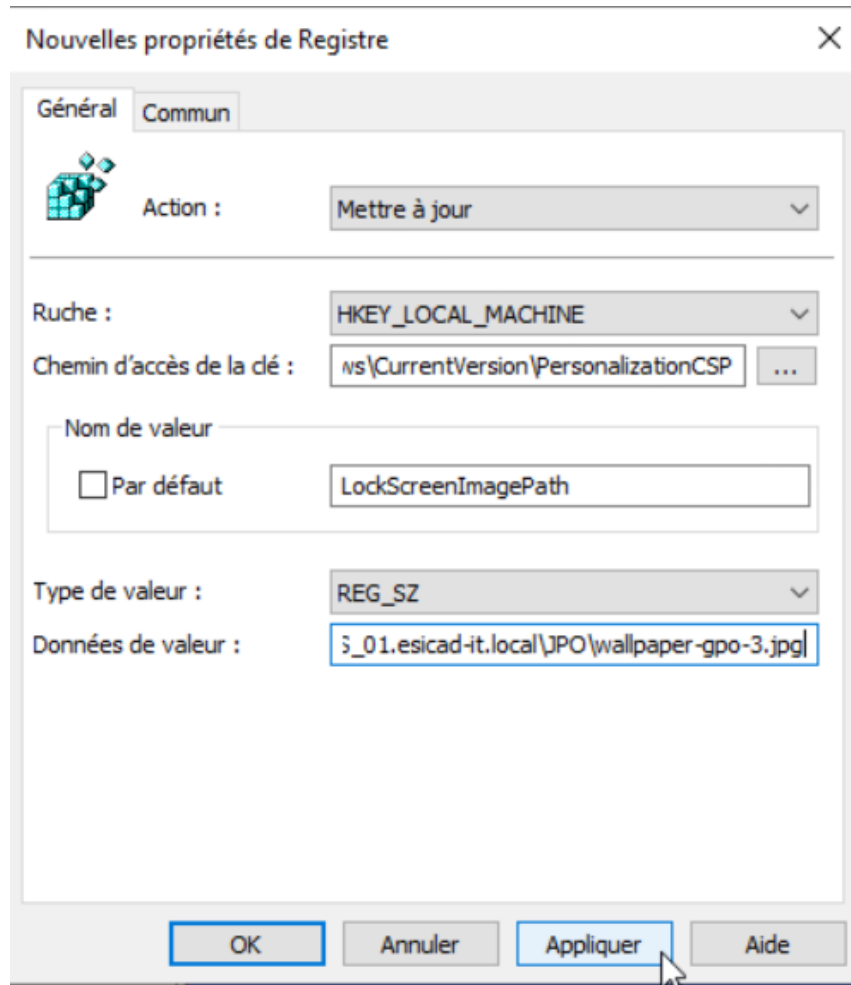 Nouvelles propriétés de Registre
Général Commun
Action : Mettre à jour
Ruche : HKEY_LOCAL_MACHINE
Chemin d'accès de la clé : ws\CurrentVersion\PersonalizationCSP ...
Nom de valeur
Par défaut LockScreenImagePath
Type de valeur : REG_SZ
Données de valeur : S_01.esicad-it.local\JPO\wallpaper-gpo-3.jpg
OK Annuler Appliquer Aide